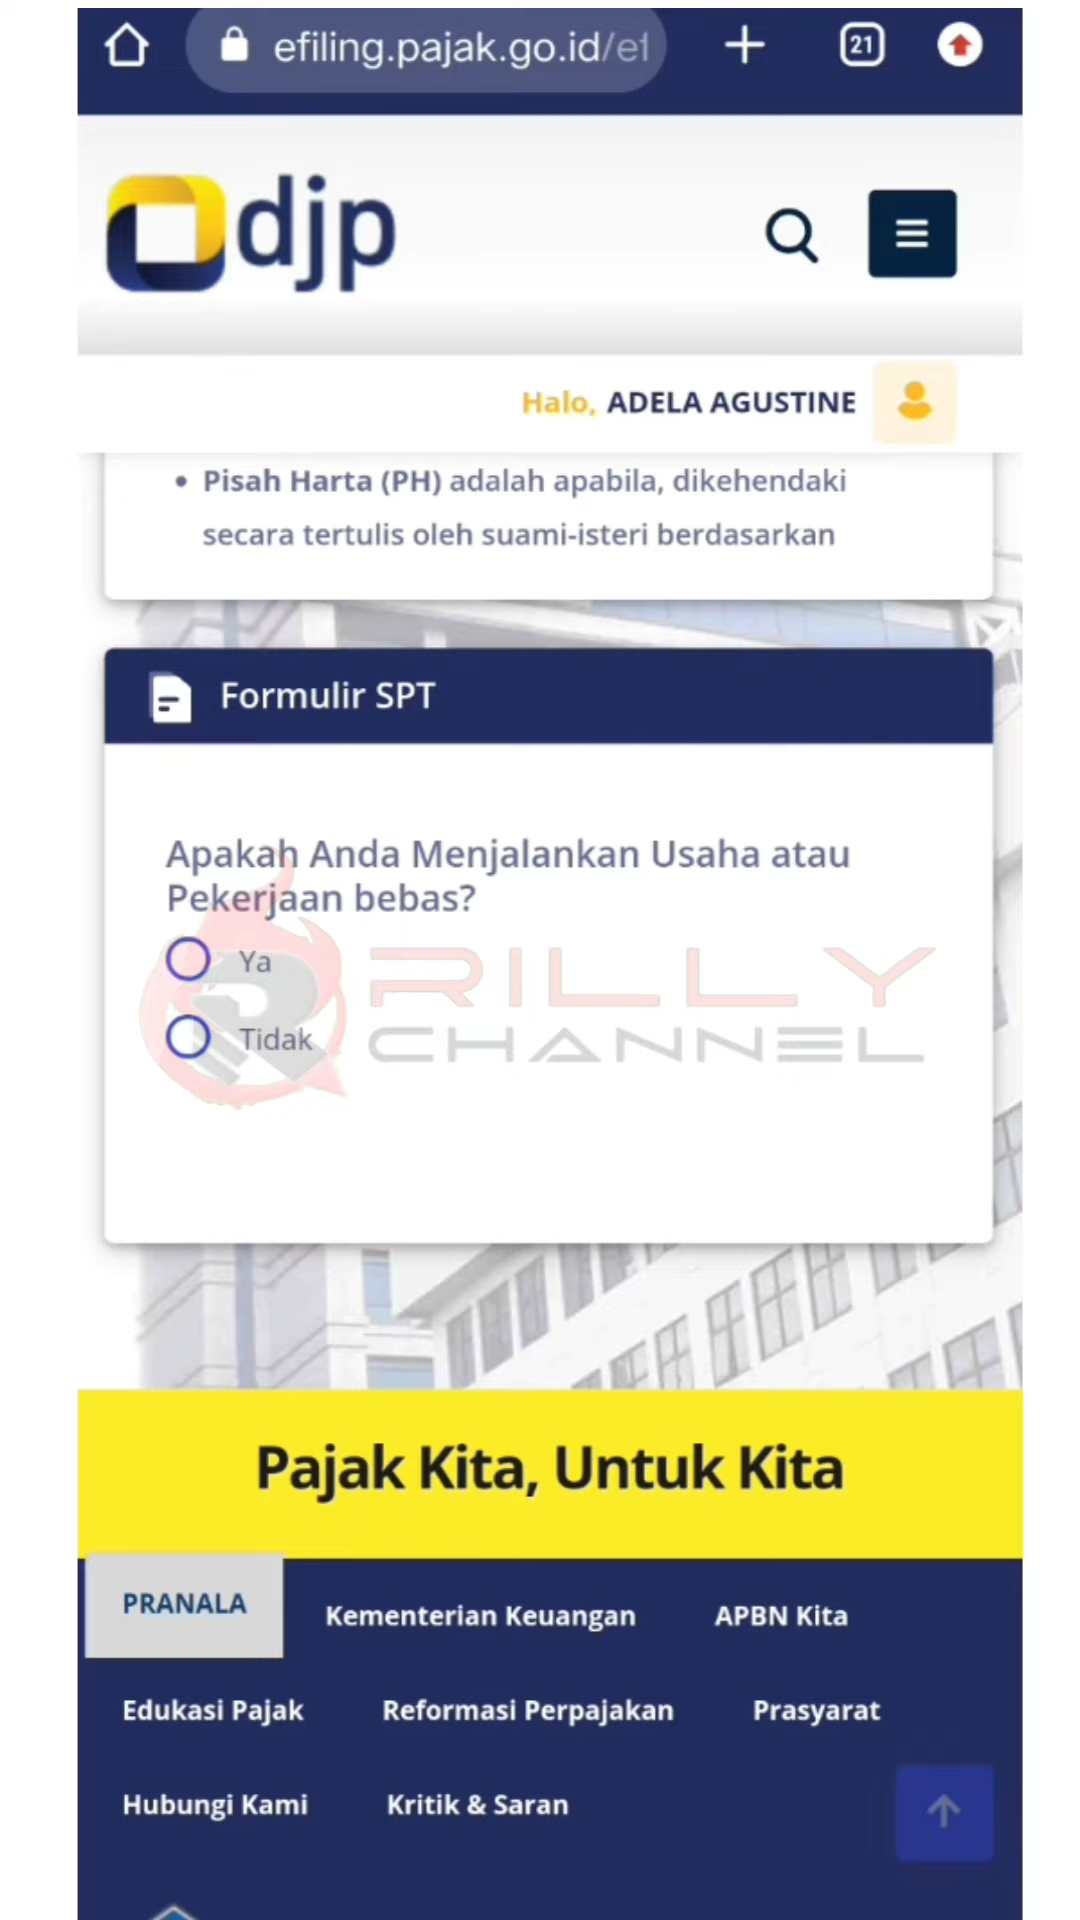 efiling.pajak.go.id/ef
21
djp
Halo, ADELA AGUSTINE
• Pisah Harta (PH) adalah apabila, dikehendaki
secara tertulis oleh suami-isteri berdasarkan
Formulir SPT
Apakah Anda Menjalankan Usaha atau
Pekerjaan bebas?
Ya
Tidak
RILLY
CHANNEL
Pajak Kita, Untuk Kita
PRANALA
Kementerian Keuangan
APBN Kita
Edukasi Pajak
Reformasi Perpajakan
Prasyarat
Hubungi Kami
Kritik & Saran